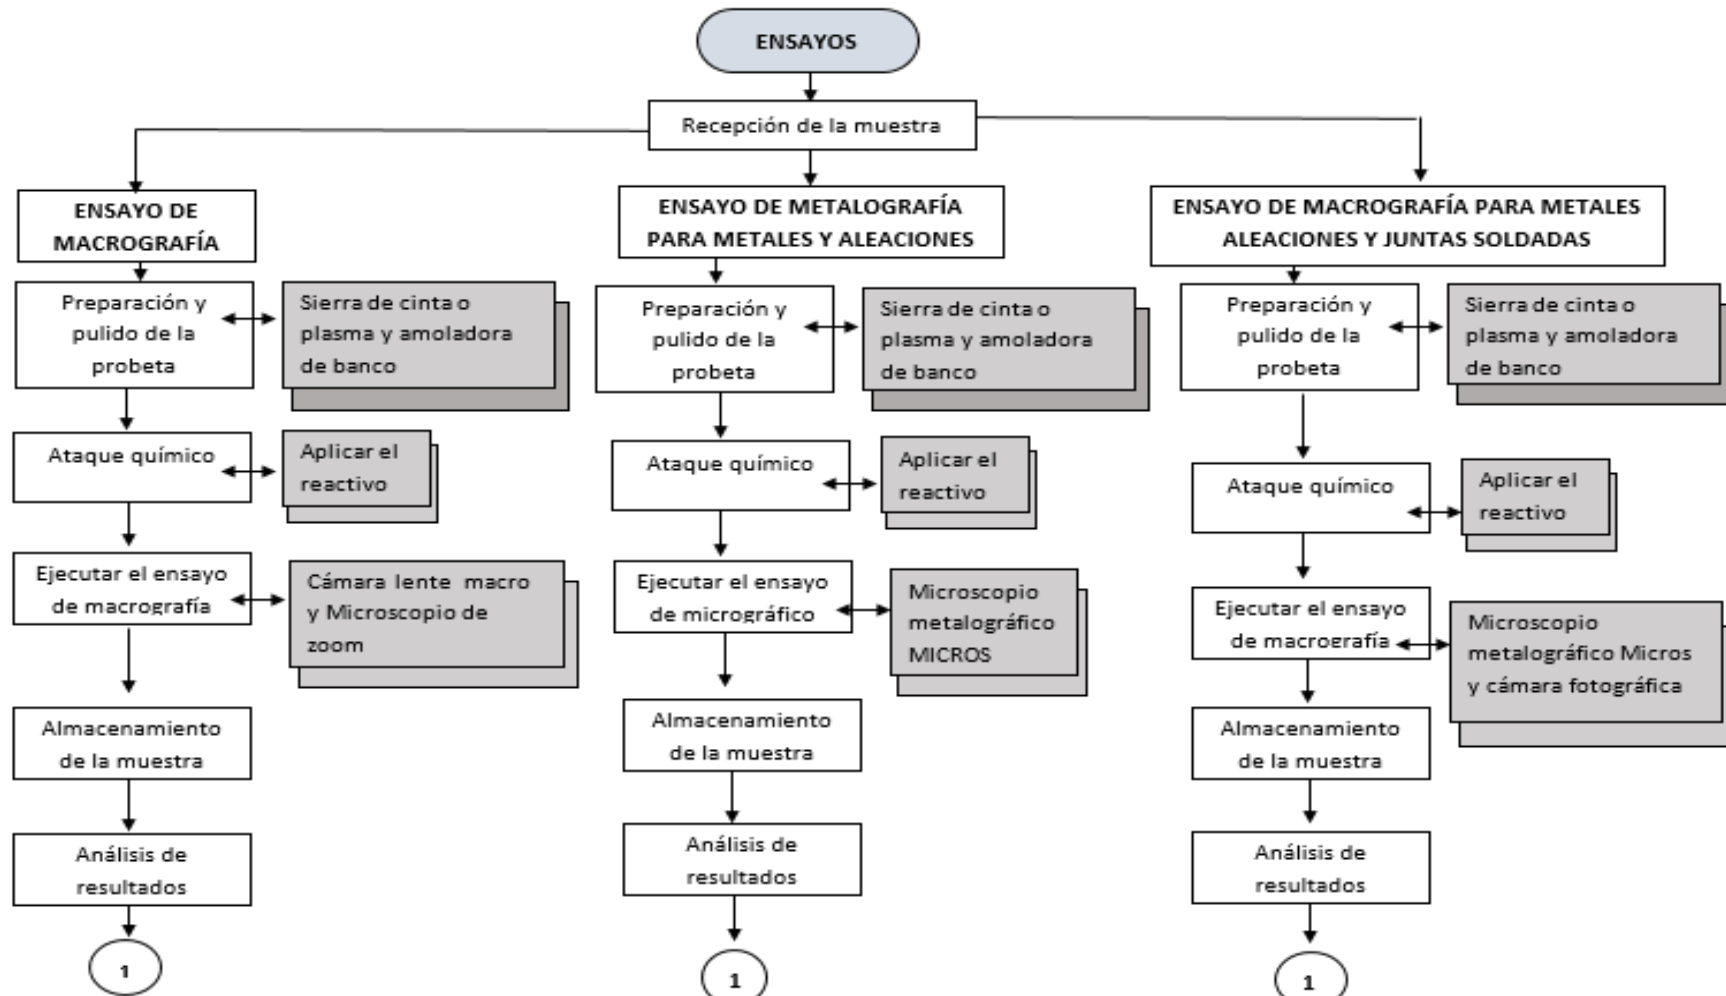 ENSAYOS
Recepción de la muestra
ENSAYO DE
MACROGRAFÍA
Preparación y
pulido de la
probeta
Sierra de cinta o
plasma y amoladora
de banco
Ataque químico
Aplicar el
reactivo
Ejecutar el ensayo
de macrografía
Cámara lente macro
y Microscopio de
zoom
Almacenamiento
de la muestra
Análisis de
resultados
1
ENSAYO DE METALOGRAFÍA
PARA METALES Y ALEACIONES
Preparación y
pulido de la
probeta
Sierra de cinta o
plasma y amoladora
de banco
Ataque químico
Aplicar el
reactivo
Ejecutar el ensayo
de micrográfico
Microscopio
metalográfico
MICROS
Almacenamiento
de la muestra
Análisis de
resultados
1
ENSAYO DE MACROGRAFÍA PARA METALES
ALEACIONES Y JUNTAS SOLDADAS
Preparación y
pulido de la
probeta
Sierra de cinta o
plasma y amoladora
de banco
Ataque químico
Aplicar el
reactivo
Ejecutar el ensayo
de macrografía
Microscopio
metalográfico Micros
y cámara fotográfica
Almacenamiento
de la muestra
Análisis de
resultados
1